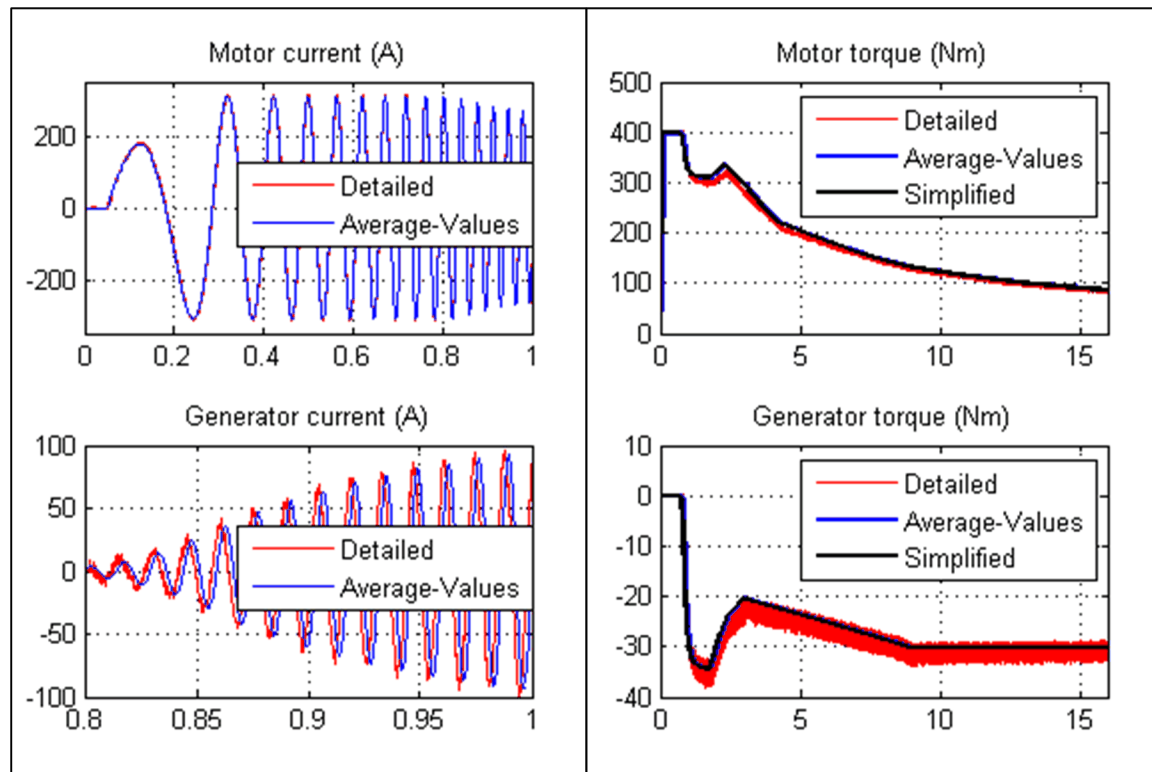 Motor current (A)
200
0
-200
Detailed
Average-Values
0 0.2 0.4 0.6 0.8 1
Motor torque (Nm)
500
400
300
200
100
0
Detailed
Average-Values
Simplified
0 5 10 15
Generator current (A)
100
50
0
-50
-100
Detailed
Average-Values
0.8 0.85 0.9 0.95 1
Generator torque (Nm)
10
0
-10
-20
-30
-40
Detailed
Average-Values
Simplified
0 5 10 15